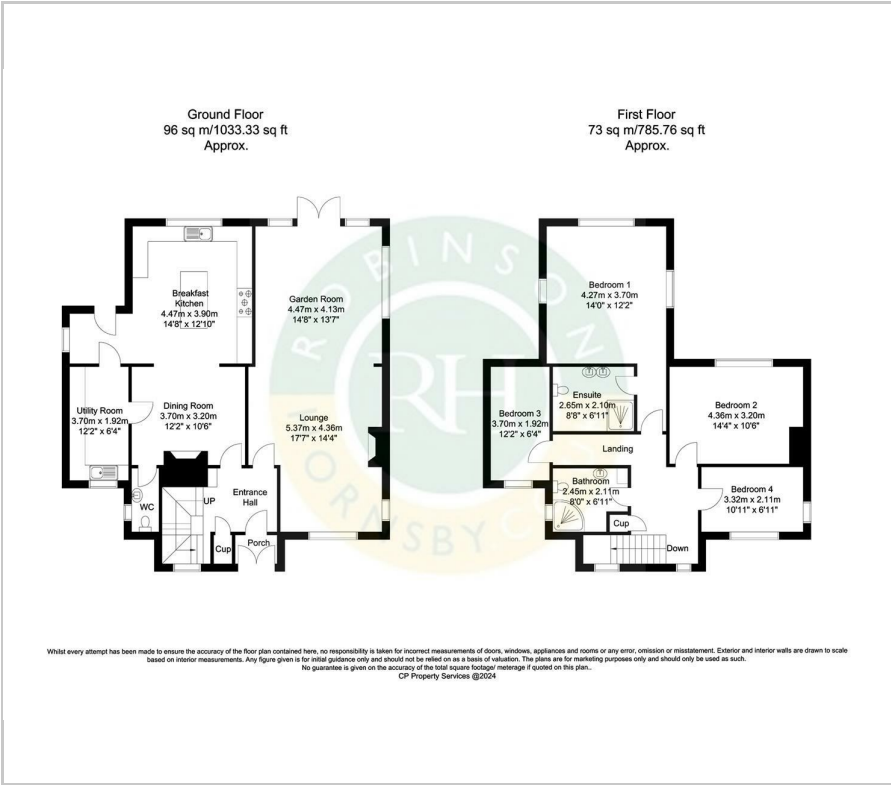 Ground Floor
96 sq m/1033.33 sq ft
Approx.
First Floor
73 sq m/785.76 sq ft
Approx.
Breakfast
Kitchen
4.47m x 3.90m
14'8" x 12'10"
Garden Room
4.47m x 4.13m
14'8" x 13'7"
Utility Room
3.70m x 1.92m
12'2" x 6'4"
Dining Room
3.70m x 3.20m
12'2" x 10'6"
Lounge
5.37m x 4.36m
17'7" x 14'4"
WC
UP
Entrance
Hall
Cup
Porch
Bedroom 1
4.27m x 3.70m
14'0" x 12'2"
Ensuite
2.65m x 2.10m
8'8" x 6'11"
Bedroom 2
4.36m x 3.20m
14'4" x 10'6"
Bedroom 3
3.70m x 1.92m
12'2" x 6'4"
Landing
Bathroom
2.45m x 2.11m
8'0" x 6'11"
Bedroom 4
3.32m x 2.11m
10'11" x 6'11"
Cup
Down
ROBINSON
RH
HORNSBY CO
Whilst every attempt has been made to ensure the accuracy of the floor plan contained here, no responsibility is taken for incorrect measurements of doors, windows, appliances and rooms or any error, omission or misstatement. Exterior and interior walls are drawn to scale
based on interior measurements. Any figure given is for initial guidance only and should not be relied on as a basis of valuation. The plans are for marketing purposes only and should only be used as such.
No guarantee is given on the accuracy of the total square footage/ meterage if quoted on this plan..
CP Property Services @2024